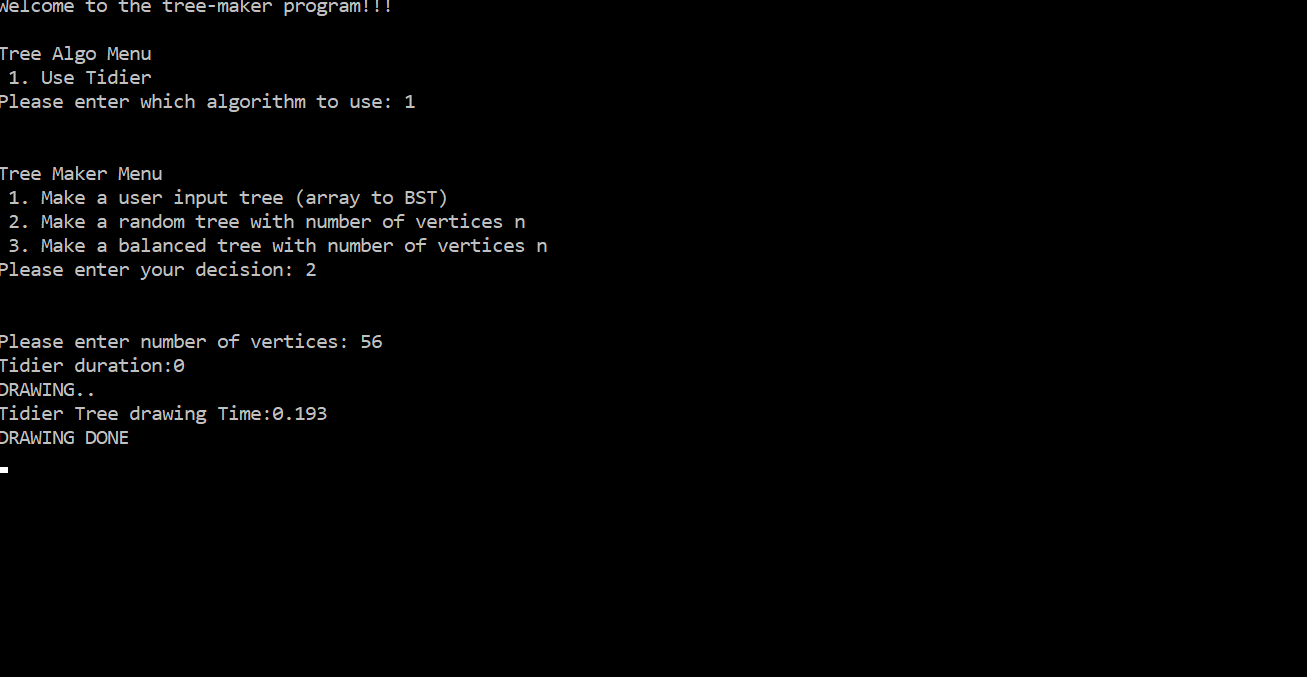 Welcome to the tree-maker program!!!
Tree Algo Menu
1. Use Tidier
Please enter which algorithm to use: 1
Tree Maker Menu
1. Make a user input tree (array to BST)
2. Make a random tree with number of vertices n
3. Make a balanced tree with number of vertices n
Please enter your decision: 2
Please enter number of vertices: 56
Tidier duration:0
DRAWING..
Tidier Tree drawing Time:0.193
DRAWING DONE